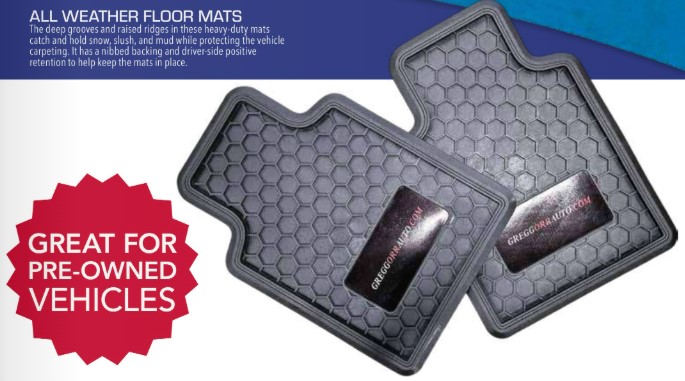 ALL WEATHER FLOOR MATS
The deep grooves and raised ridges in these heavy-duty mats
catch and hold snow, slush, and mud while protecting the vehicle
carpeting. It has a nibbed backing and driver-side positive
retention to help keep the mats in place.
GREAT FOR
PRE-OWNED
VEHICLES
GREGGORRAUTO.COM
GREGGORRAUTO.COM